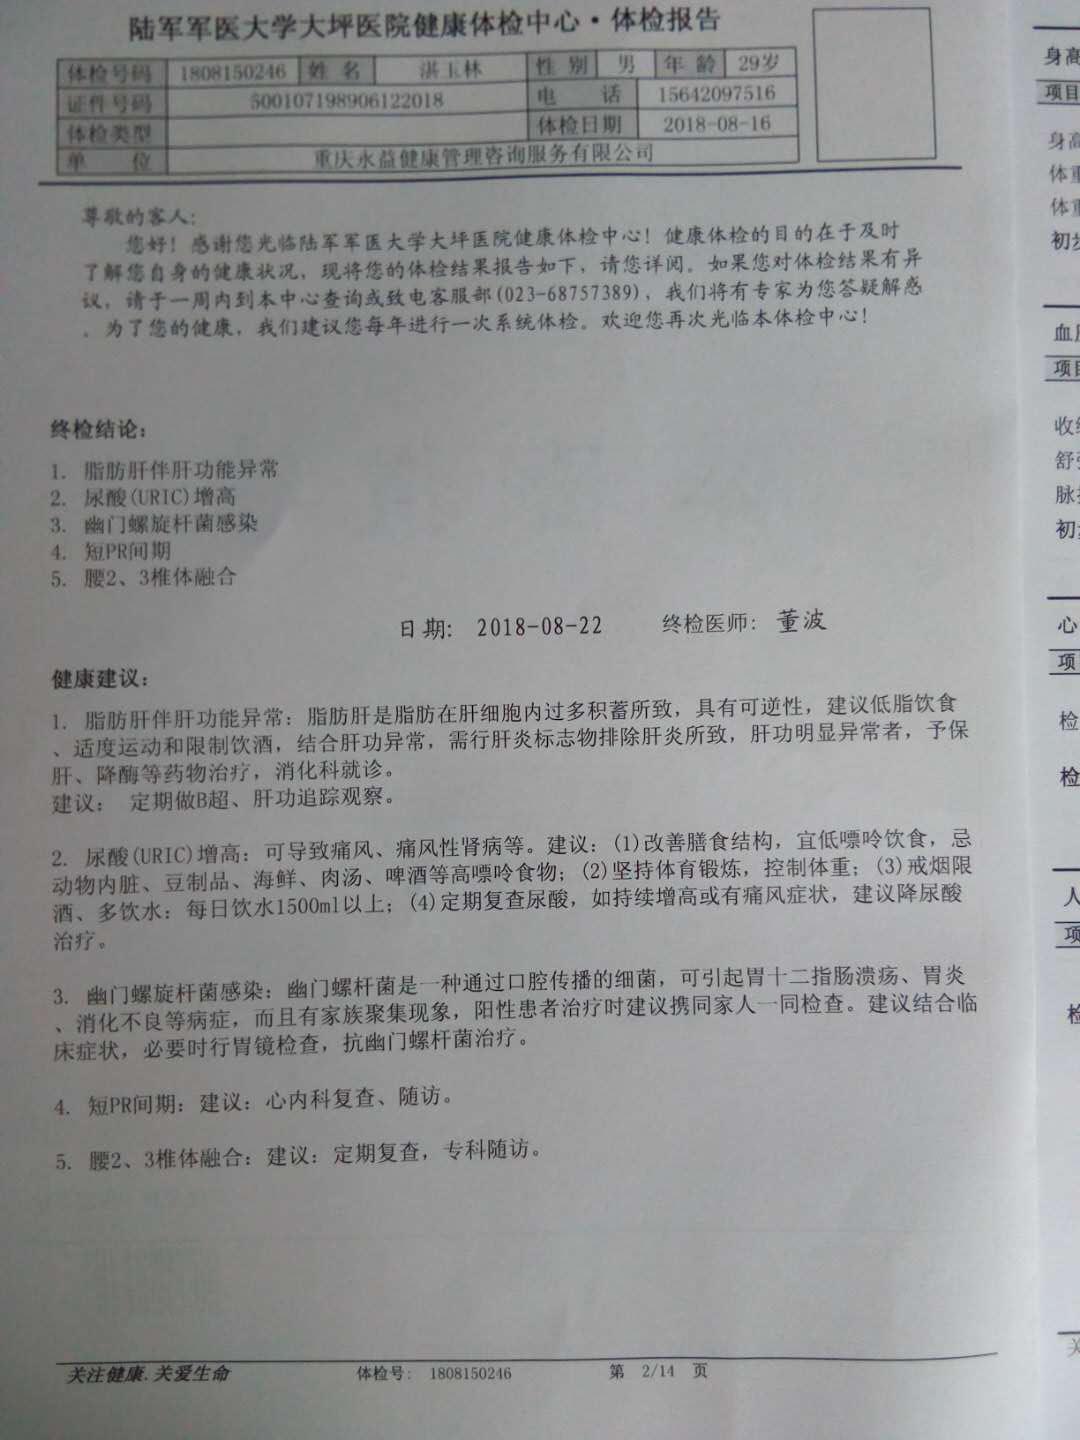 陆军军医大学大坪医院健康体检中心·体检报告
体检号码 1808150246 姓 名 湛玉林 性 别 男 年 龄 29岁
证件号码 500107198906122018 电 话 15642097516
体检类型 体检日期 2018-08-16
单 位 重庆永益健康管理咨询服务有限公司
尊敬的客人:
您好！感谢您光临陆军军医大学大坪医院健康体检中心！健康体检的目的在于及时
了解您自身的健康状况，现将您的体检结果报告如下，请您详阅。如果您对体检结果有异
议，请于一周内到本中心查询或致电客服部(023-68757389)，我们将有专家为您答疑解惑
。为了您的健康，我们建议您每年进行一次系统体检。欢迎您再次光临本体检中心！
终检结论:
1. 脂肪肝伴肝功能异常
2. 尿酸(URIC)增高
3. 幽门螺旋杆菌感染
4. 短PR间期
5. 腰2、3椎体融合
日期: 2018-08-22 终检医师: 董波
健康建议:
1. 脂肪肝伴肝功能异常: 脂肪肝是脂肪在肝细胞内过多积蓄所致，具有可逆性，建议低脂饮食
、适度运动和限制饮酒，结合肝功异常，需行肝炎标志物排除肝炎所致，肝功明显异常者，予保
肝、降酶等药物治疗，消化科就诊。
建议: 定期做B超、肝功追踪观察。
2. 尿酸(URIC)增高: 可导致痛风、痛风性肾病等。建议: (1)改善膳食结构，宜低嘌呤饮食，忌
动物内脏、豆制品、海鲜、肉汤、啤酒等高嘌呤食物; (2)坚持体育锻炼，控制体重; (3)戒烟限
酒、多饮水: 每日饮水1500ml以上; (4)定期复查尿酸，如持续增高或有痛风症状，建议降尿酸
治疗。
3. 幽门螺旋杆菌感染: 幽门螺杆菌是一种通过口腔传播的细菌，可引起胃十二指肠溃疡、胃炎
、消化不良等病症，而且有家族聚集现象，阳性患者治疗时建议携同家人一同检查。建议结合临
床症状，必要时行胃镜检查，抗幽门螺杆菌治疗。
4. 短PR间期: 建议: 心内科复查、随访。
5. 腰2、3椎体融合: 建议: 定期复查，专科随访。
关注健康.关爱生命 体检号: 1808150246 第 2/14 页
身高
项目
身高
体重
体重
初步
血压
项目
收缩
舒张
脉搏
初步
心
项
检
检
人
项
检
关